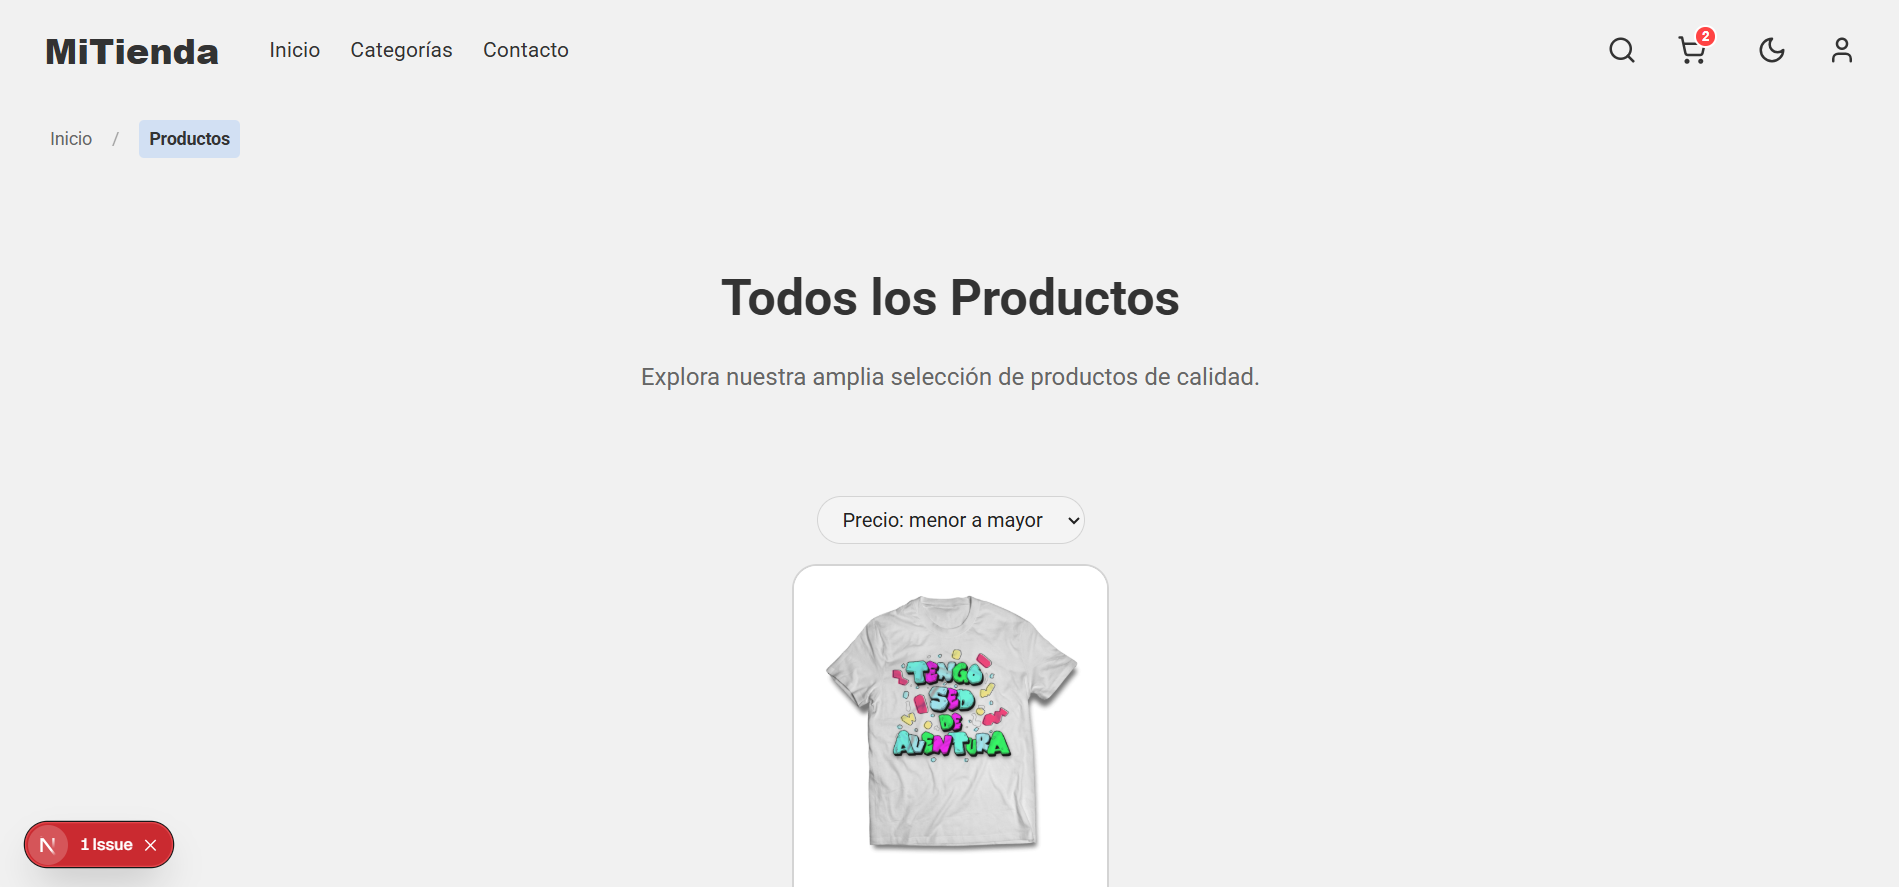 MiTienda
Inicio
Categorías
Contacto
2
Inicio / Productos
Todos los Productos
Explora nuestra amplia selección de productos de calidad.
Precio: menor a mayor
TENGO
SED
DE
AVENTURA
N 1 Issue